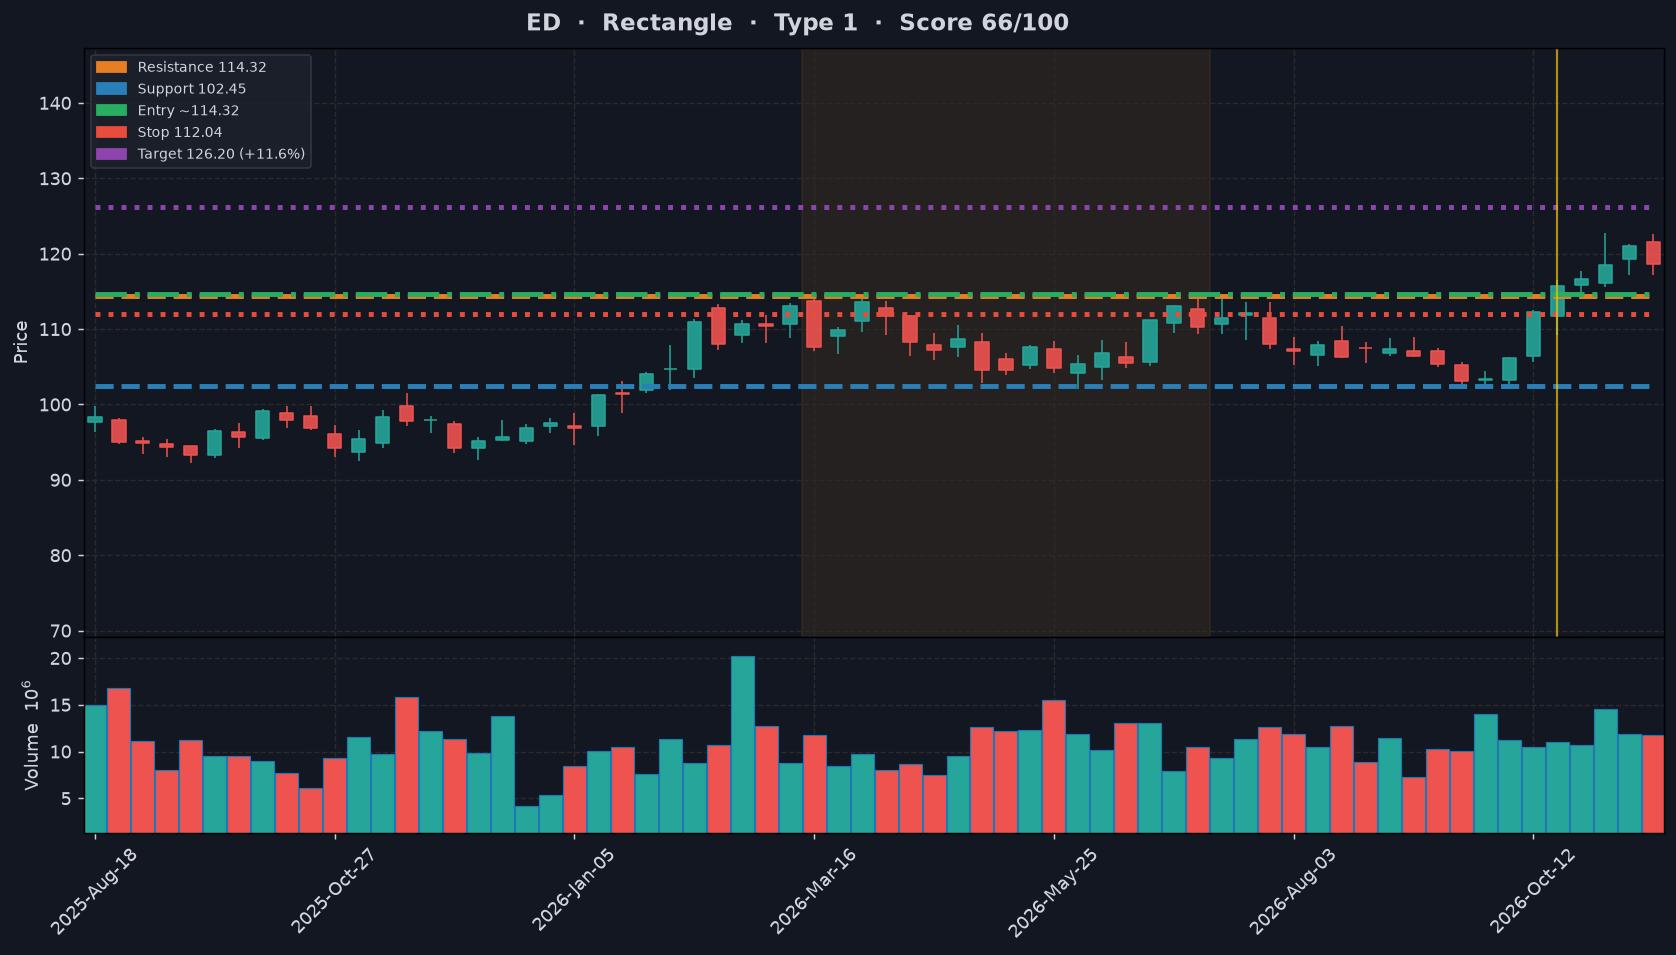 ED · Rectangle · Type 1 · Score 66/100
Resistance 114.32
Support 102.45
Entry ~114.32
Stop 112.04
Target 126.20 (+11.6%)
Price
140
130
120
110
100
90
80
70
Volume 10⁶
20
15
10
5
2025-Aug-18
2025-Oct-27
2026-Jan-05
2026-Mar-16
2026-May-25
2026-Aug-03
2026-Oct-12